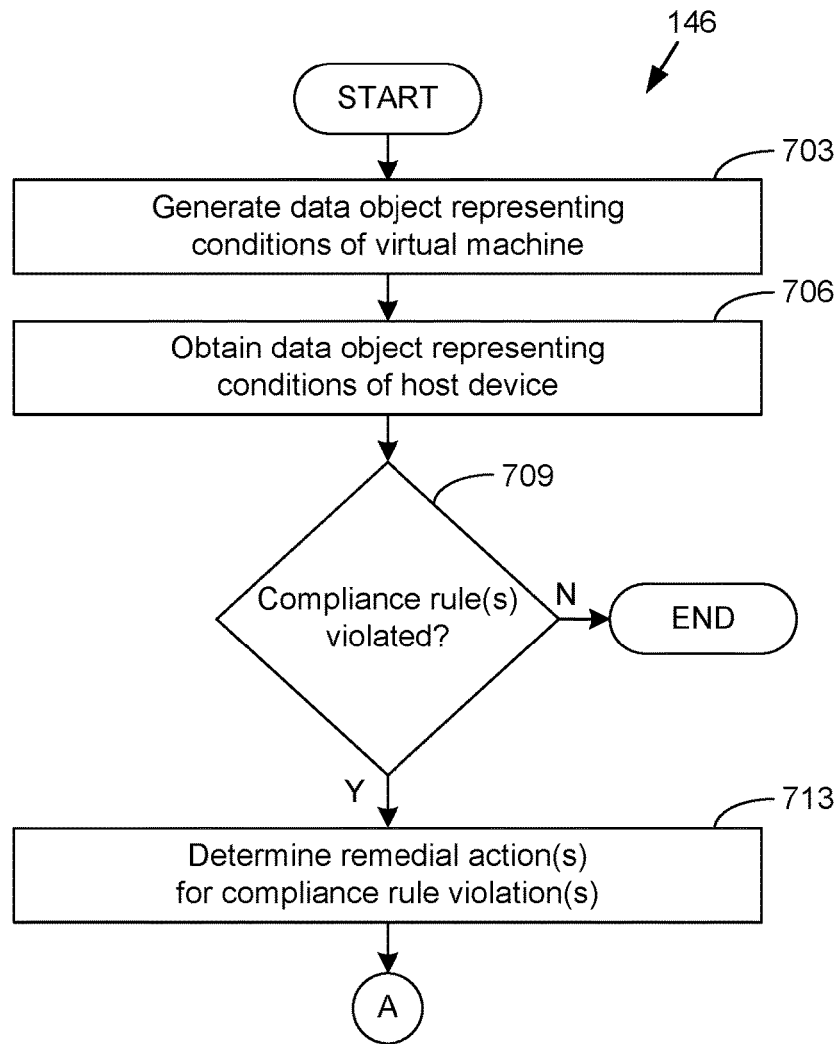 146
START
703
Generate data object representing
conditions of virtual machine
706
Obtain data object representing
conditions of host device
709
Compliance rule(s)
violated?
N
END
Y
713
Determine remedial action(s)
for compliance rule violation(s)
A